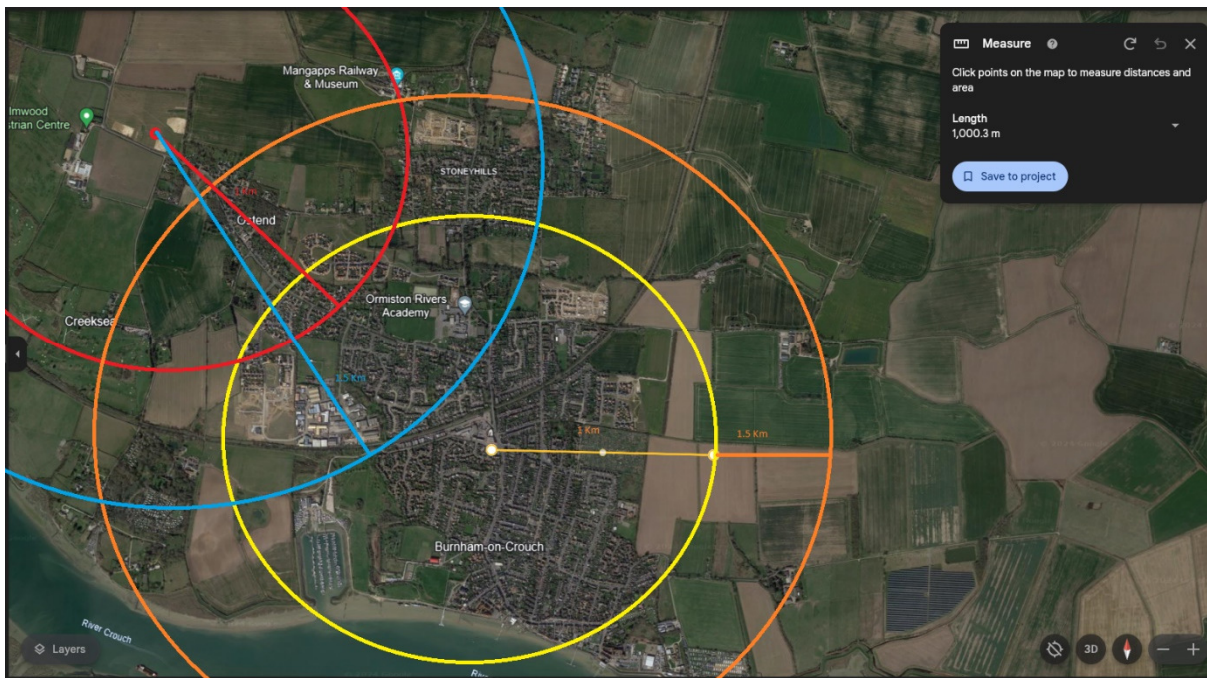 Measure
Click points on the map to measure distances and
area
Length
1,000.3 m
Save to project
Mangapps Railway
& Museum
lmwood
strian Centre
STONEYHILLS
Ostend
Ormiston Rivers
Academy
Creeksea
1.5 Km
1 Km
1.5 Km
Burnham-on-Crouch
River Crouch
Layers
3D